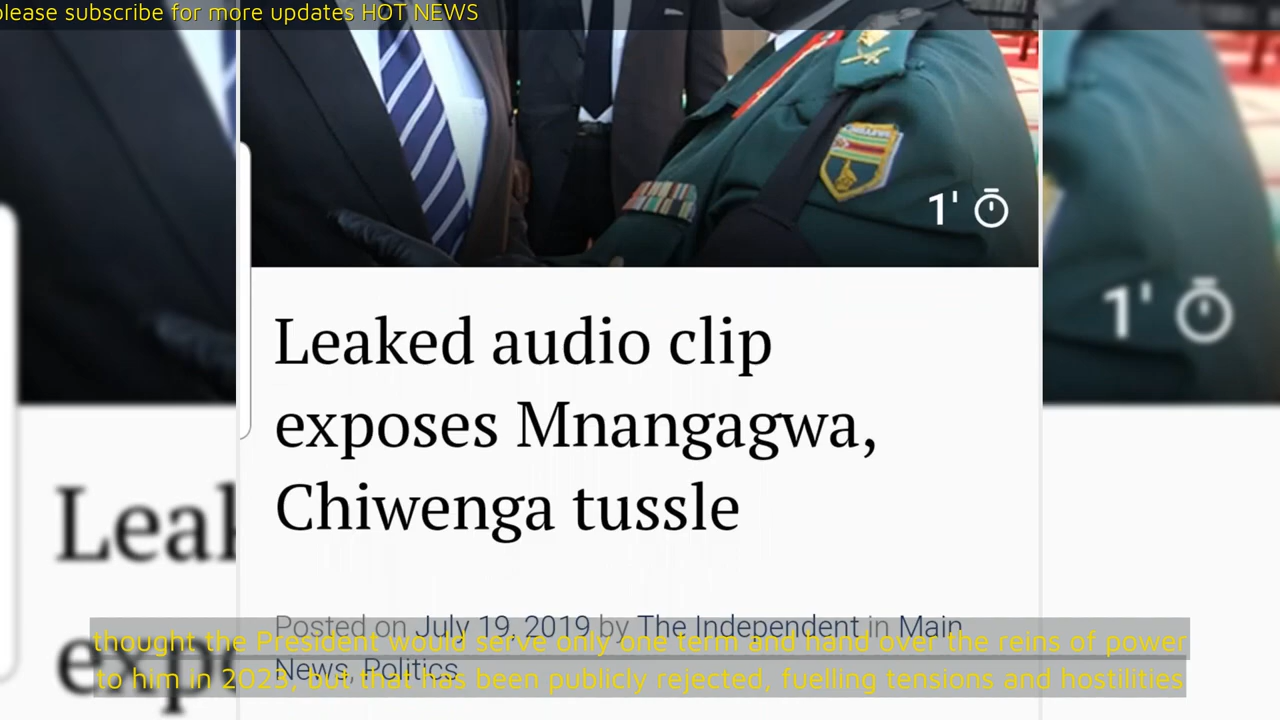 please subscribe for more updates HOT NEWS
1'
1'
Leaked audio clip
exposes Mnangagwa,
Chiwenga tussle
Leak
expo
Posted on July 19, 2019 by The Independent in Main
News, Politics
thought the President would serve only one term and hand over the reins of power
to him in 2023, but that has been publicly rejected, fuelling tensions and hostilities